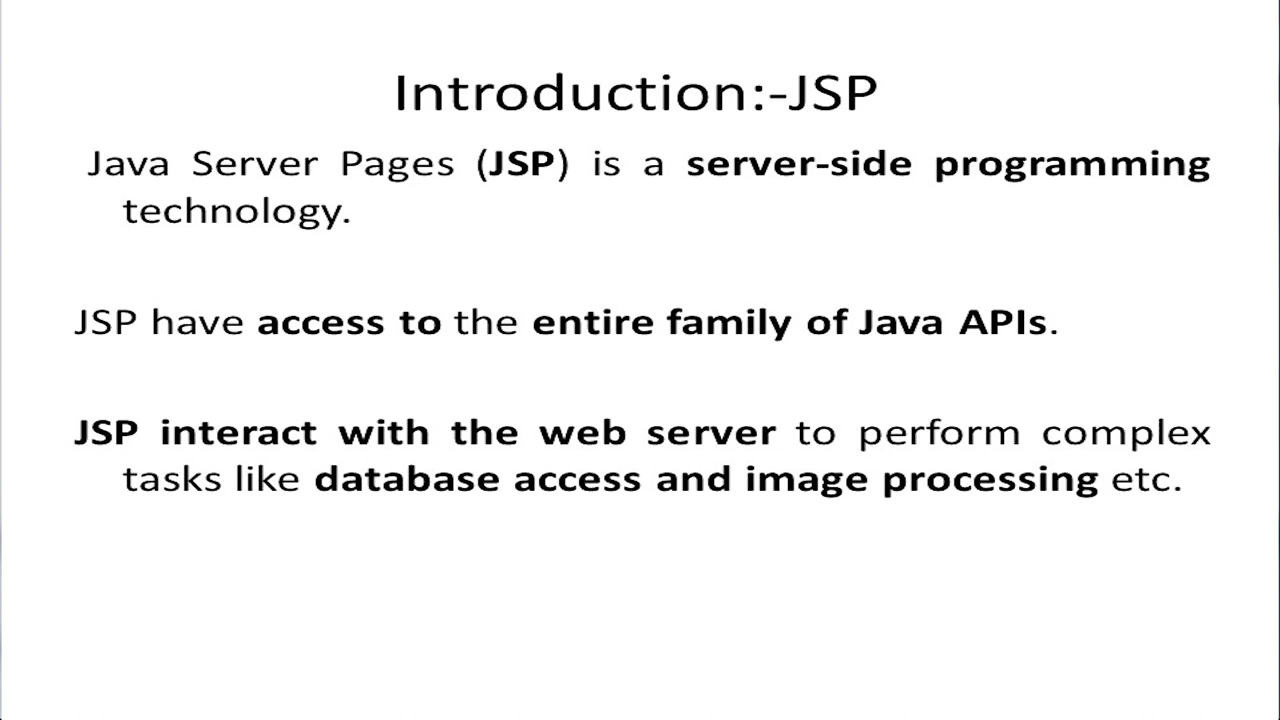 Introduction:-JSP
Java Server Pages (JSP) is a server-side programming
technology.
JSP have access to the entire family of Java APIs.
JSP interact with the web server to perform complex
tasks like database access and image processing etc.